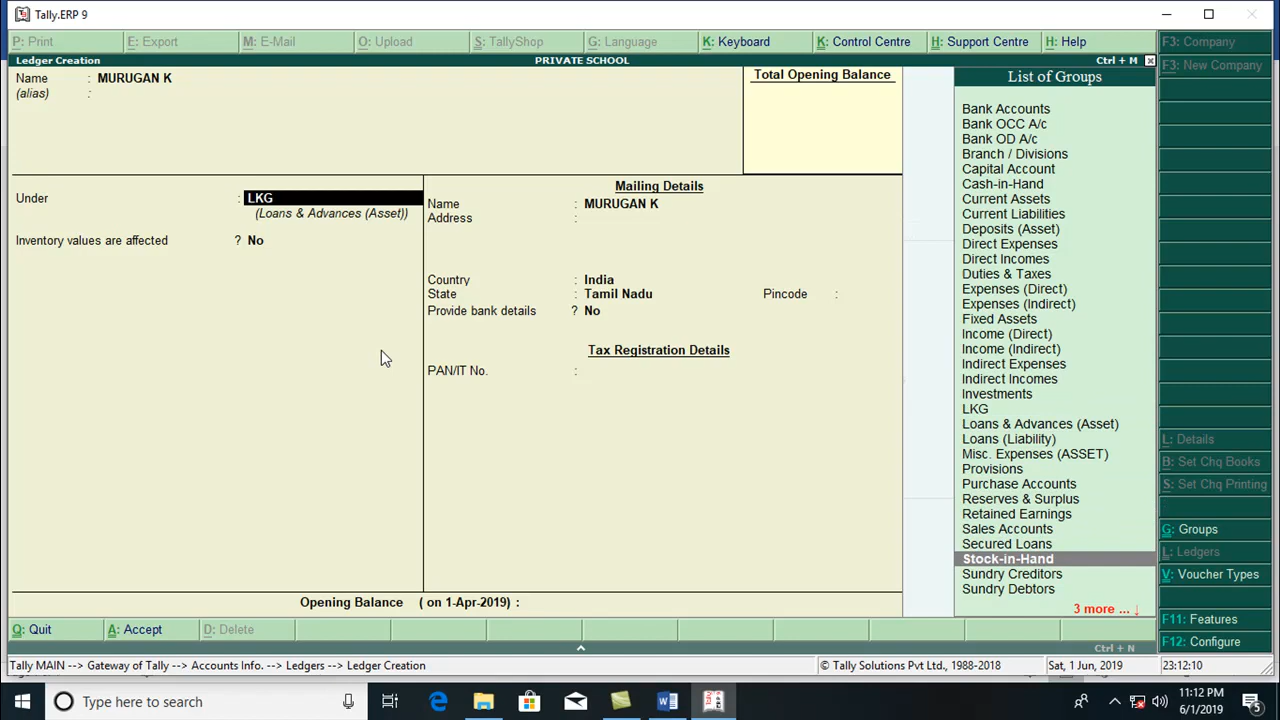 Tally.ERP 9
P: Print
E: Export
M: E-Mail
O: Upload
S: TallyShop
G: Language
K: Keyboard
K: Control Centre
H: Support Centre
H: Help
F3: Company
F3: New Company
Ledger Creation
PRIVATE SCHOOL
Ctrl + M
Name : MURUGAN K
(alias) :
Total Opening Balance
Under : LKG
(Loans & Advances (Asset))
Inventory values are affected ? No
Mailing Details
Name : MURUGAN K
Address :
Country : India
State : Tamil Nadu
Pincode :
Provide bank details ? No
Tax Registration Details
PAN/IT No. :
Opening Balance ( on 1-Apr-2019) :
List of Groups
Bank Accounts
Bank OCC A/c
Bank OD A/c
Branch / Divisions
Capital Account
Cash-in-Hand
Current Assets
Current Liabilities
Deposits (Asset)
Direct Expenses
Direct Incomes
Duties & Taxes
Expenses (Direct)
Expenses (Indirect)
Fixed Assets
Income (Direct)
Income (Indirect)
Indirect Expenses
Indirect Incomes
Investments
LKG
Loans & Advances (Asset)
Loans (Liability)
Misc. Expenses (ASSET)
Provisions
Purchase Accounts
Reserves & Surplus
Retained Earnings
Sales Accounts
Secured Loans
Stock-in-Hand
Sundry Creditors
Sundry Debtors
3 more ... ↓
L: Details
B: Set Chq Books
S: Set Chq Printing
G: Groups
L: Ledgers
V: Voucher Types
F11: Features
F12: Configure
Q: Quit
A: Accept
D: Delete
Ctrl + N
Tally MAIN --> Gateway of Tally --> Accounts Info. --> Ledgers --> Ledger Creation
© Tally Solutions Pvt Ltd., 1988-2018
Sat, 1 Jun, 2019
23:12:10
Type here to search
11:12 PM
6/1/2019
5